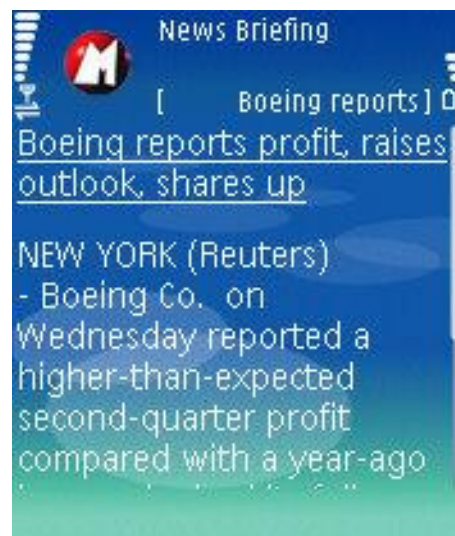 News Briefing
[ Boeing reports]
Boeing reports profit, raises
outlook, shares up
NEW YORK (Reuters)
- Boeing Co. on
Wednesday reported a
higher-than-expected
second-quarter profit
compared with a year-ago